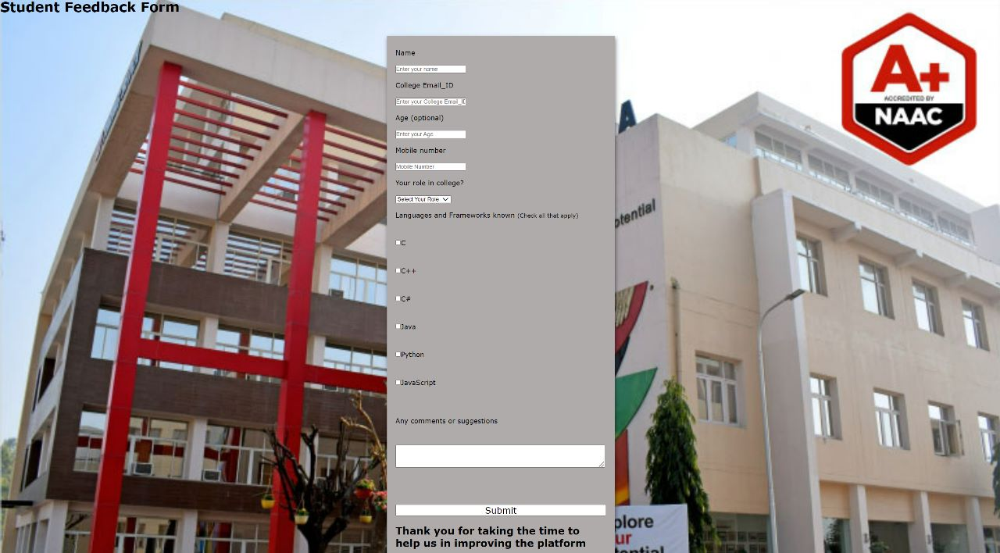 Student Feedback Form
Name
Enter your name
College Email_ID
Enter your College Email_ID
Age (optional)
Enter your Age
Mobile number
Mobile Number
Your role in college?
Select Your Role
Languages and Frameworks known (Check all that apply)
C
C++
C#
Java
Python
JavaScript
Any comments or suggestions
Submit
Thank you for taking the time to
help us in improving the platform
A+
ACCREDITED BY
NAAC
A
otential
plore
ur
tential